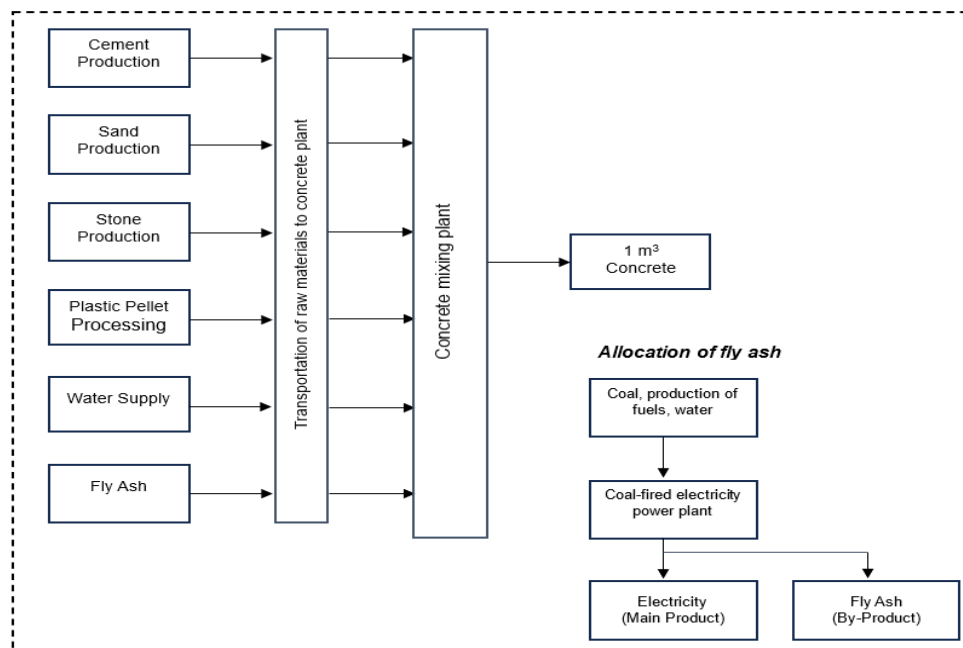 Cement
Production
Sand
Production
Stone
Production
Plastic Pellet
Processing
Water Supply
Fly Ash
Transportation of raw materials to concrete plant
Concrete mixing plant
1 m³
Concrete
Allocation of fly ash
Coal, production of
fuels, water
Coal-fired electricity
power plant
Electricity
(Main Product)
Fly Ash
(By-Product)